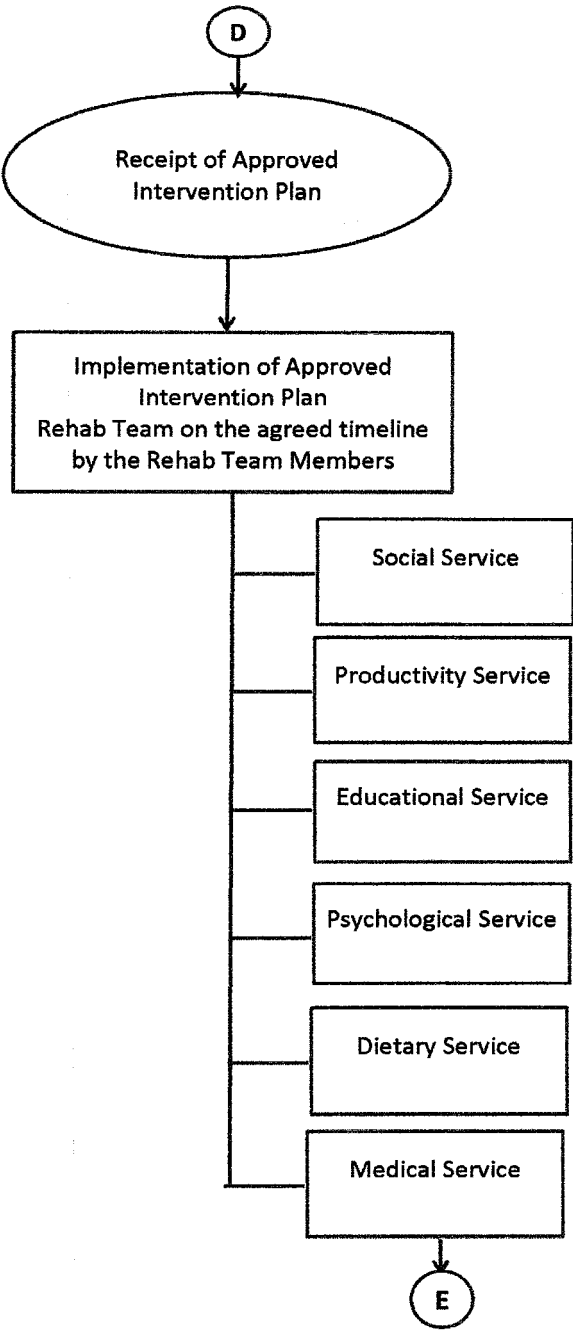 D
Receipt of Approved
Intervention Plan
Implementation of Approved
Intervention Plan
Rehab Team on the agreed timeline
by the Rehab Team Members
Social Service
Productivity Service
Educational Service
Psychological Service
Dietary Service
Medical Service
E